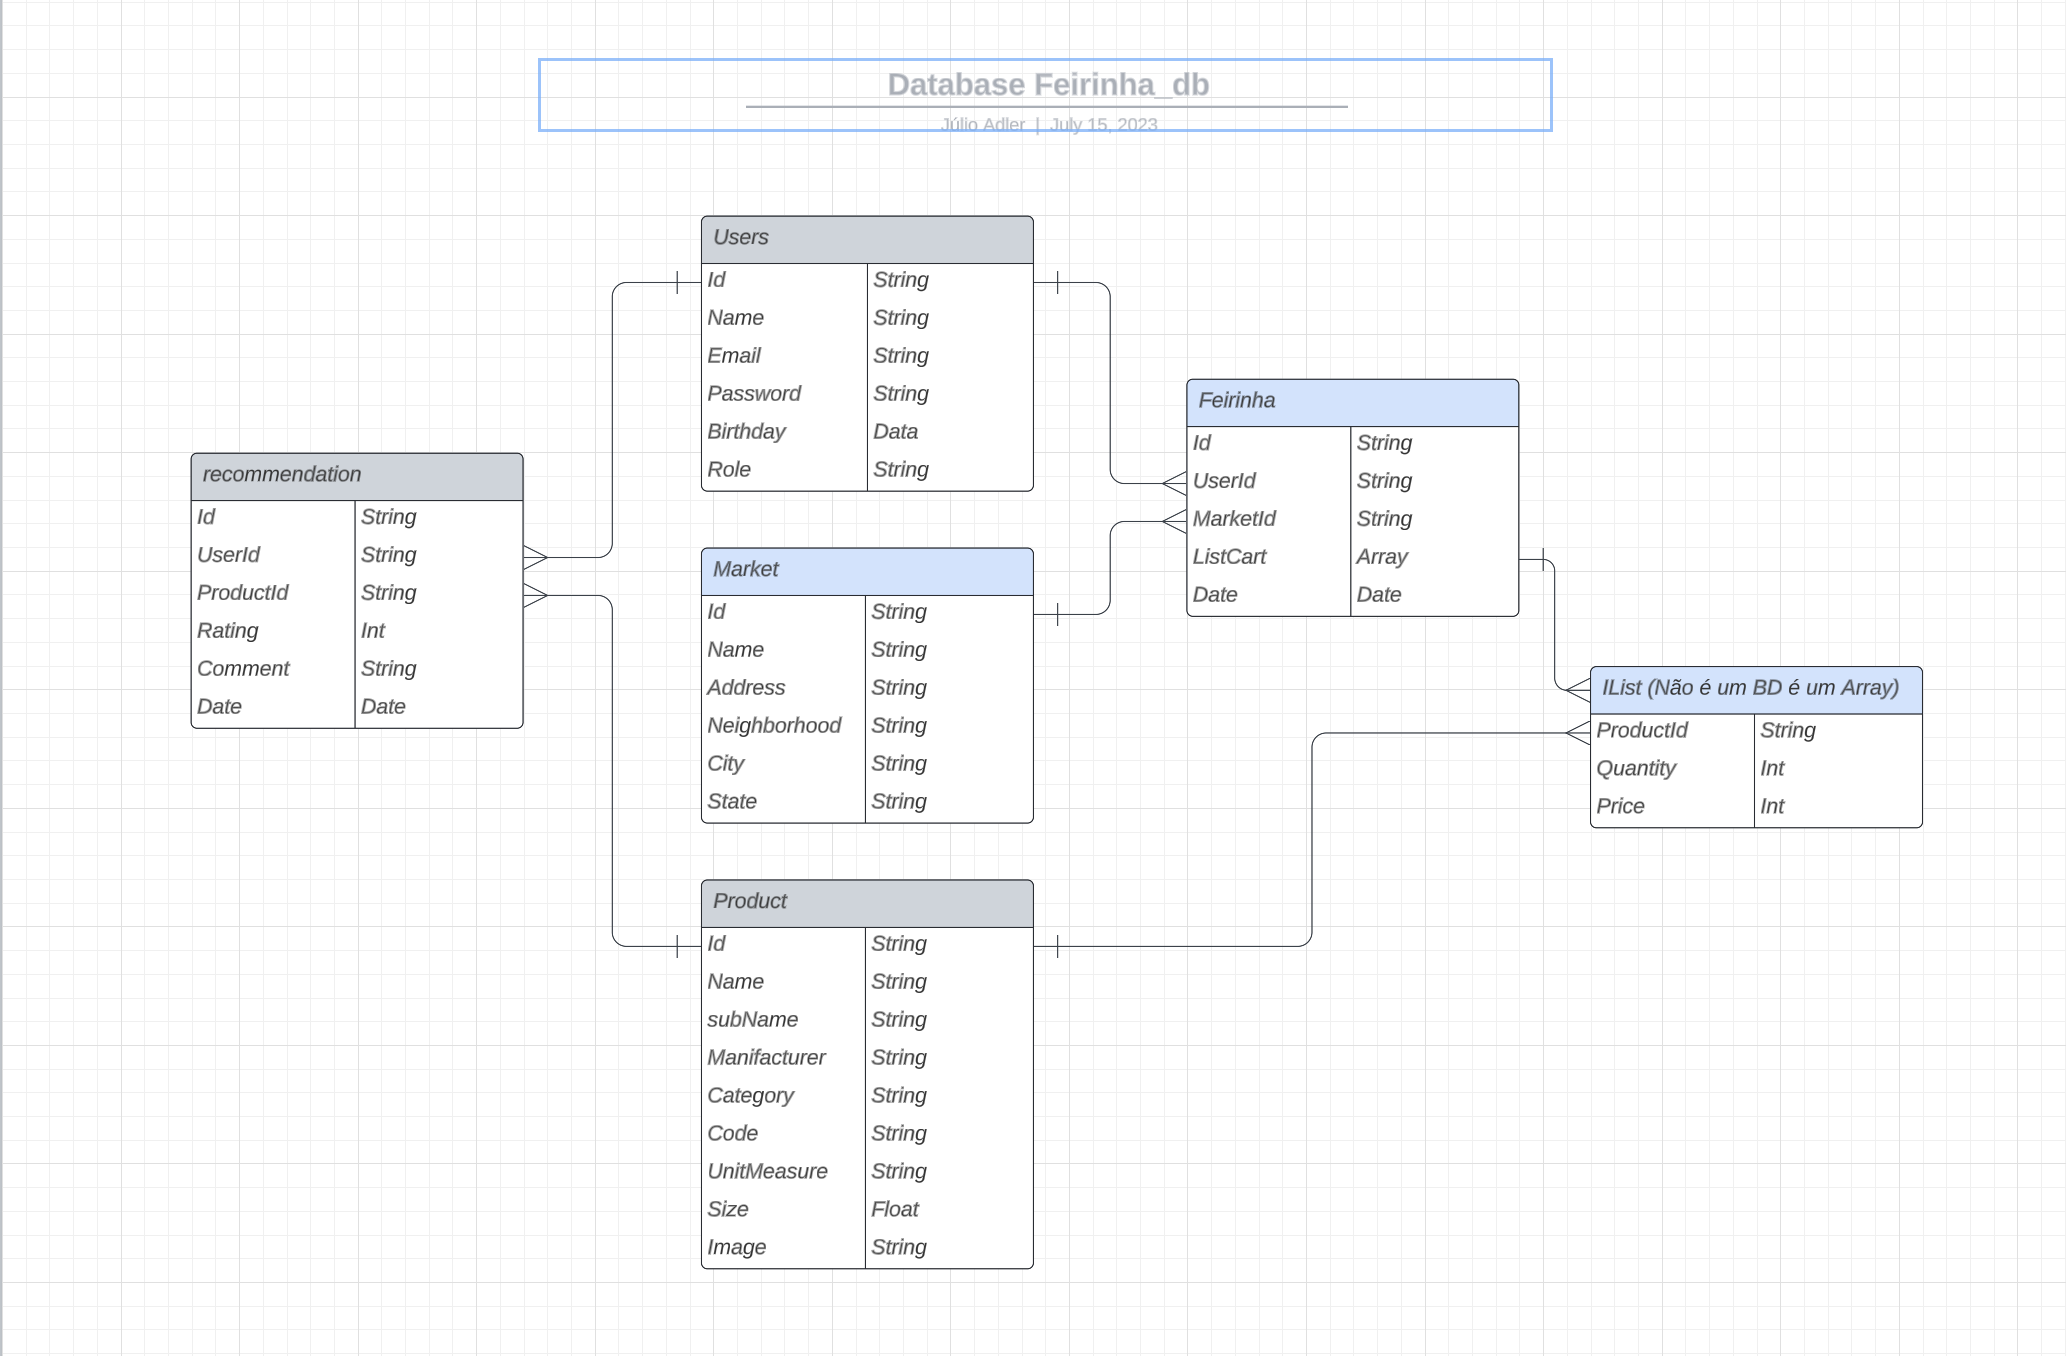 Database Feirinha_db
Júlio Adler | July 15, 2023
Users
Id String
Name String
Email String
Password String
Birthday Data
Role String
Feirinha
Id String
UserId String
MarketId String
ListCart Array
Date Date
recommendation
Id String
UserId String
ProductId String
Rating Int
Comment String
Date Date
Market
Id String
Name String
Address String
Neighborhood String
City String
State String
IList (Não é um BD é um Array)
ProductId String
Quantity Int
Price Int
Product
Id String
Name String
subName String
Manifacturer String
Category String
Code String
UnitMeasure String
Size Float
Image String